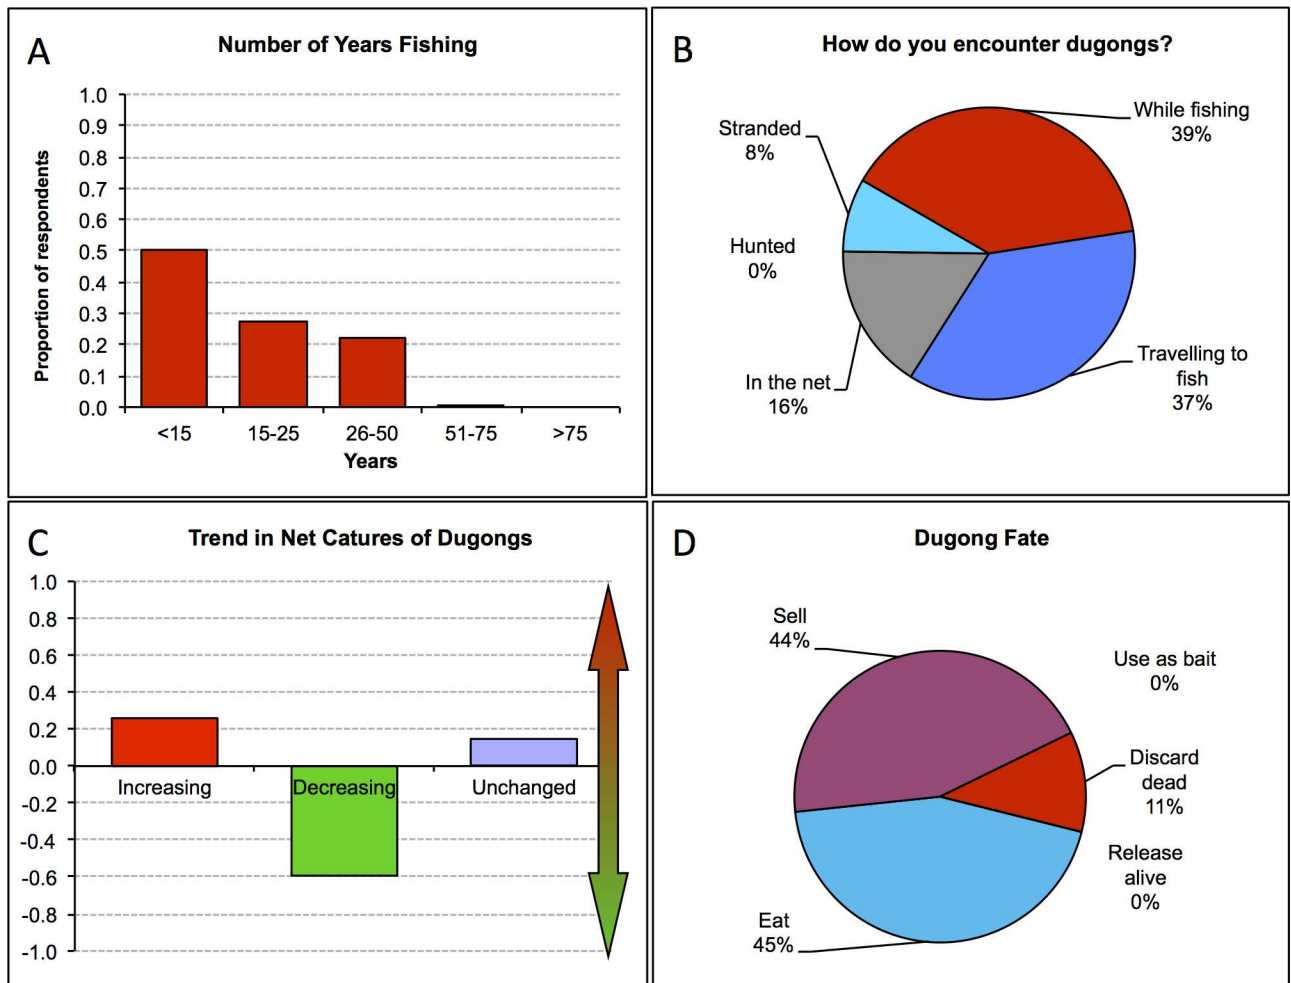 A
Number of Years Fishing
1.0
0.9
0.8
0.7
0.6
0.5
0.4
0.3
0.2
0.1
0.0
Proportion of respondents
<15 15-25 26-50 51-75 >75
Years
B
How do you encounter dugongs?
While fishing
39%
Stranded
8%
Hunted
0%
In the net
16%
Travelling to
fish
37%
C
Trend in Net Catures of Dugongs
1.0
0.8
0.6
0.4
0.2
0.0
-0.2
-0.4
-0.6
-0.8
-1.0
Increasing Decreasing Unchanged
D
Dugong Fate
Sell
44%
Use as bait
0%
Discard
dead
11%
Release
alive
0%
Eat
45%